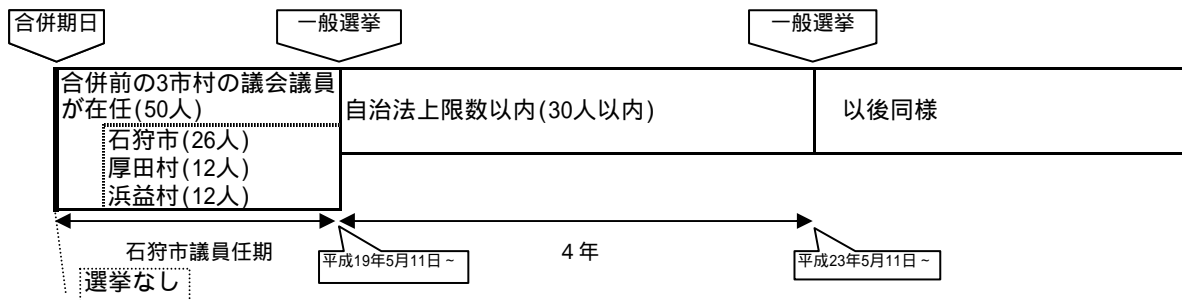 合併期日
一般選挙
一般選挙
合併前の3市村の議会議員
が在任(50人)
石狩市(26人)
厚田村(12人)
浜益村(12人)
自治法上限数以内(30人以内)
以後同様
石狩市議員任期
平成19年5月11日~
4年
平成23年5月11日~
選挙なし